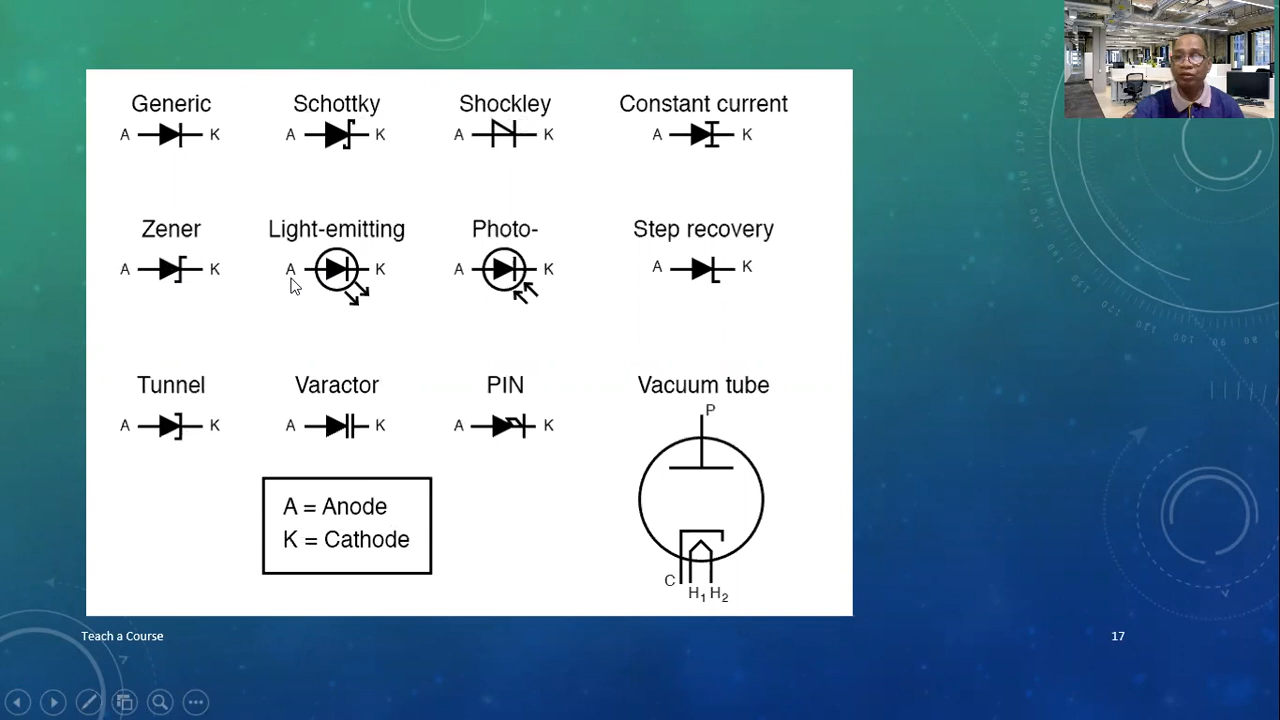 Generic Schottky Shockley Constant current
A K A K A K A K
Zener Light-emitting Photo- Step recovery
A K A K A K A K
Tunnel Varactor PIN Vacuum tube
P
A K A K A K
A = Anode
K = Cathode
C
H1 H2
Teach a Course 17